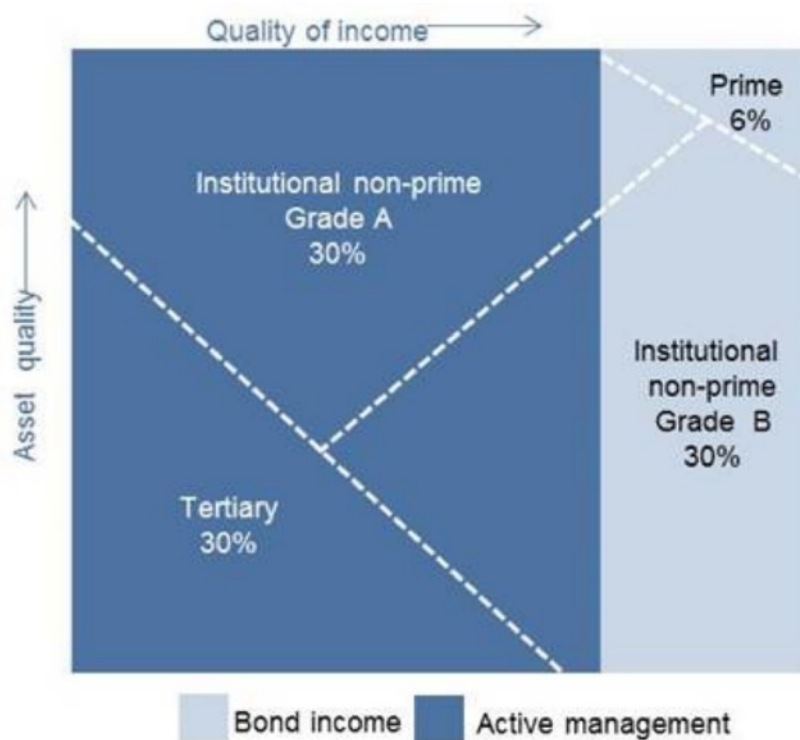 Quality of income
Prime
6%
Institutional non-prime
Grade A
30%
Asset quality
Institutional
non-prime
Grade B
30%
Tertiary
30%
Bond income
Active management